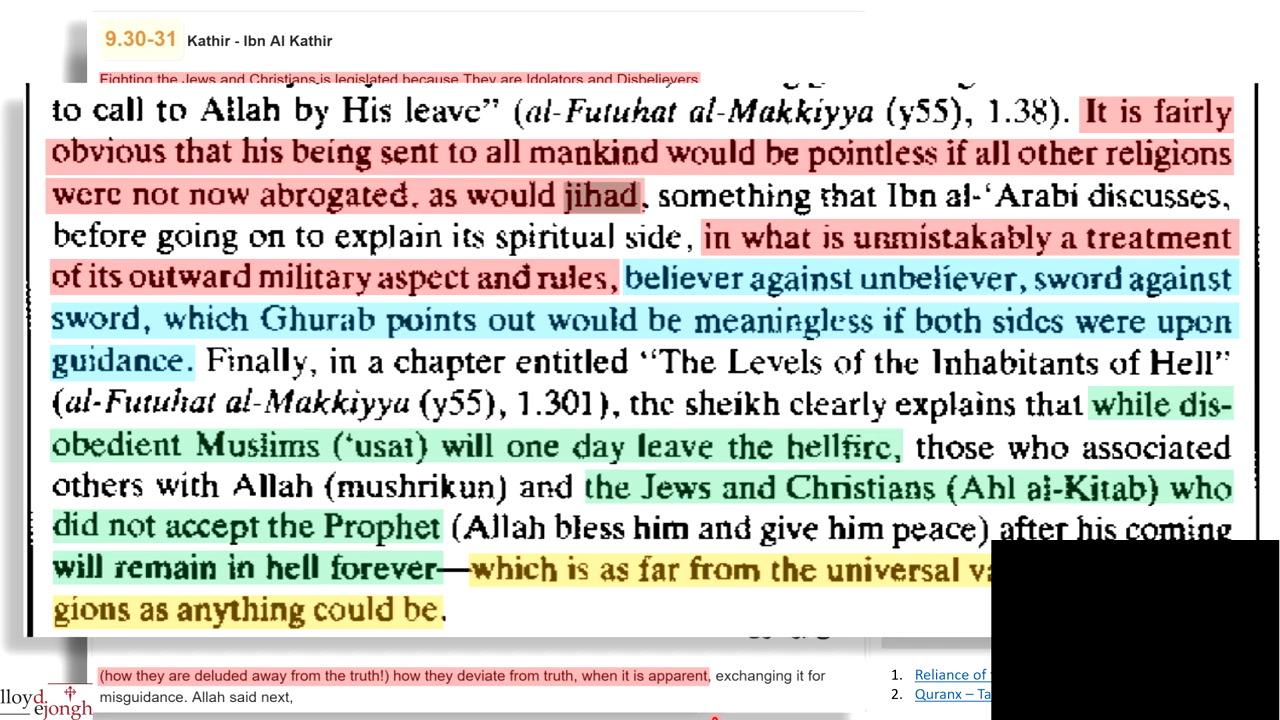 9.30-31 Kathir - Ibn Al Kathir
Fighting the Jews and Christians is legislated because They are Idolators and Disbelievers
to call to Allah by His leave” (al-Futuhat al-Makkiyya (y55), 1.38). It is fairly
obvious that his being sent to all mankind would be pointless if all other religions
were not now abrogated, as would jihad, something that Ibn al-‘Arabi discusses,
before going on to explain its spiritual side, in what is unmistakably a treatment
of its outward military aspect and rules, believer against unbeliever, sword against
sword, which Ghurab points out would be meaningless if both sides were upon
guidance. Finally, in a chapter entitled “The Levels of the Inhabitants of Hell”
(al-Futuhat al-Makkiyya (y55), 1.301), the sheikh clearly explains that while dis-
obedient Muslims (‘usat) will one day leave the hellfire, those who associated
others with Allah (mushrikun) and the Jews and Christians (Ahl al-Kitab) who
did not accept the Prophet (Allah bless him and give him peace) after his coming
will remain in hell forever—which is as far from the universal
gions as anything could be.
(how they are deluded away from the truth!) how they deviate from truth, when it is apparent, exchanging it for
misguidance. Allah said next,
1. Reliance of
2. Quranx – Ta
lloyd
ejongh